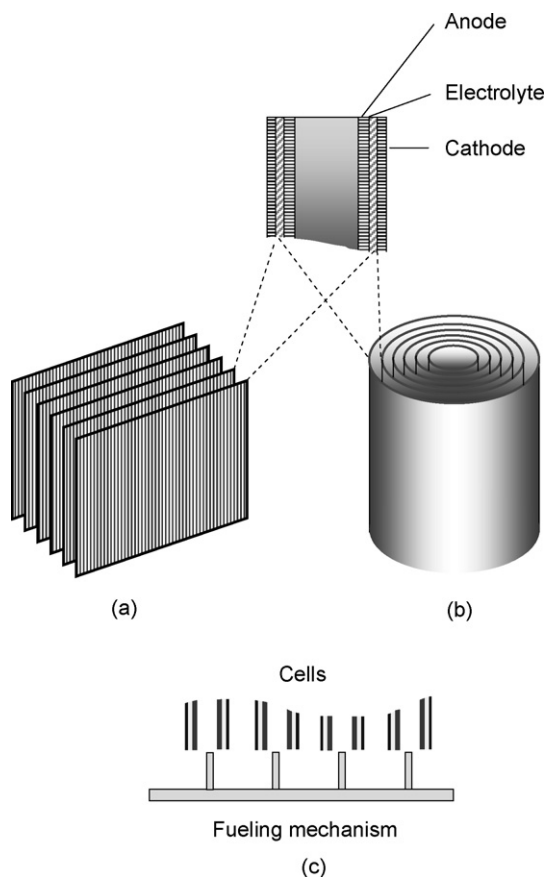 Anode
Electrolyte
Cathode
(a)
(b)
Cells
Fueling mechanism
(c)